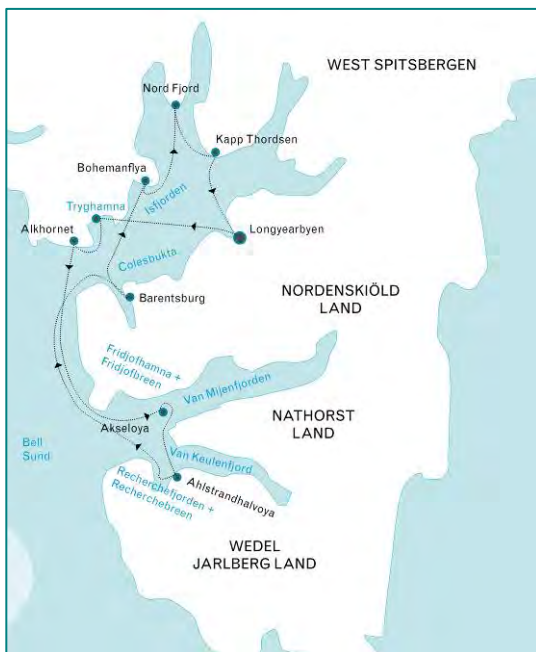 WEST SPITSBERGEN
Nord Fjord
Kapp Thordsen
Bohemanflya
Isfjorden
Tryghamna
Alkhornet
Longyearbyen
Colesbukta
Barentsburg
NORDENSKIÖLD
LAND
Fridjofhamna +
Fridjofbreen
Van Mijenfjorden
NATHORST
LAND
Akseloya
Bell
Sund
Van Keulenfjord
Ahlstrandhalvoya
Recherchefjorden +
Recherchebreen
WEDEL
JARLBERG LAND